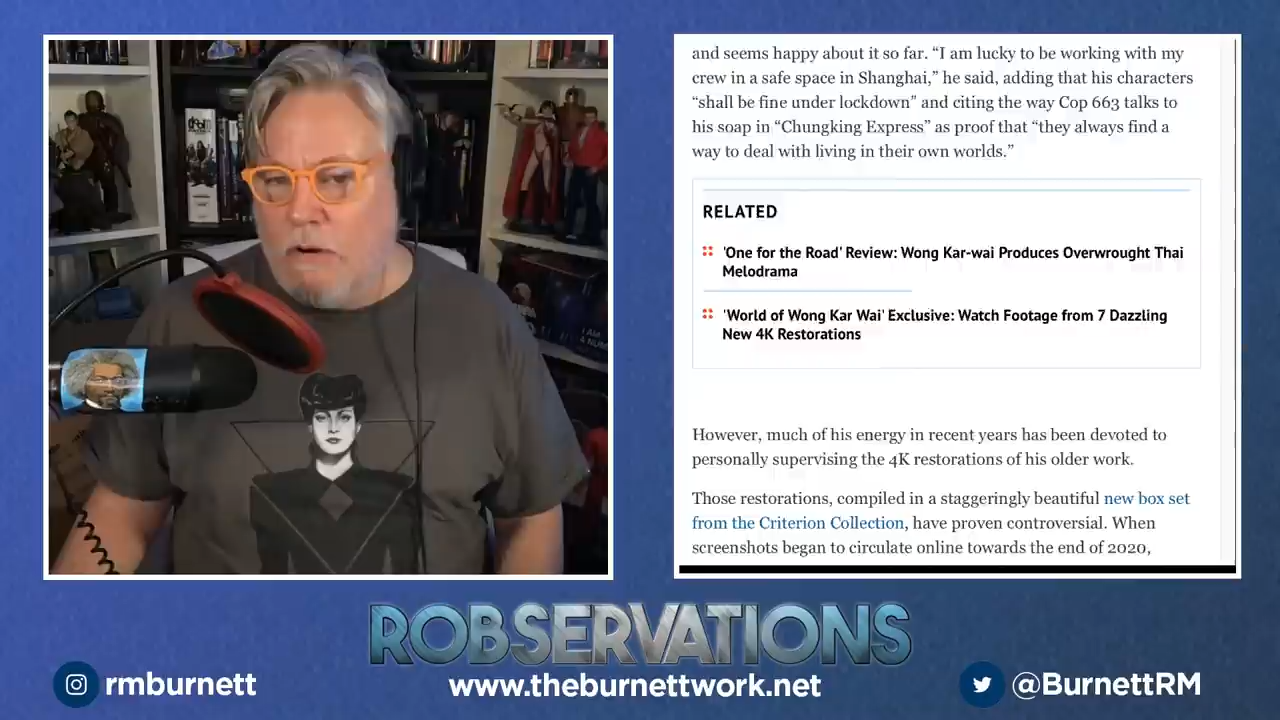 and seems happy about it so far. “I am lucky to be working with my
crew in a safe space in Shanghai,” he said, adding that his characters
“shall be fine under lockdown” and citing the way Cop 663 talks to
his soap in “Chungking Express” as proof that “they always find a
way to deal with living in their own worlds.”
RELATED
'One for the Road' Review: Wong Kar-wai Produces Overwrought Thai
Melodrama
'World of Wong Kar Wai' Exclusive: Watch Footage from 7 Dazzling
New 4K Restorations
However, much of his energy in recent years has been devoted to
personally supervising the 4K restorations of his older work.
Those restorations, compiled in a staggeringly beautiful new box set
from the Criterion Collection, have proven controversial. When
screenshots began to circulate online towards the end of 2020,
I AM
A NUM
ROBSERVATIONS
rmburnett
www.theburnettwork.net
@BurnettRM